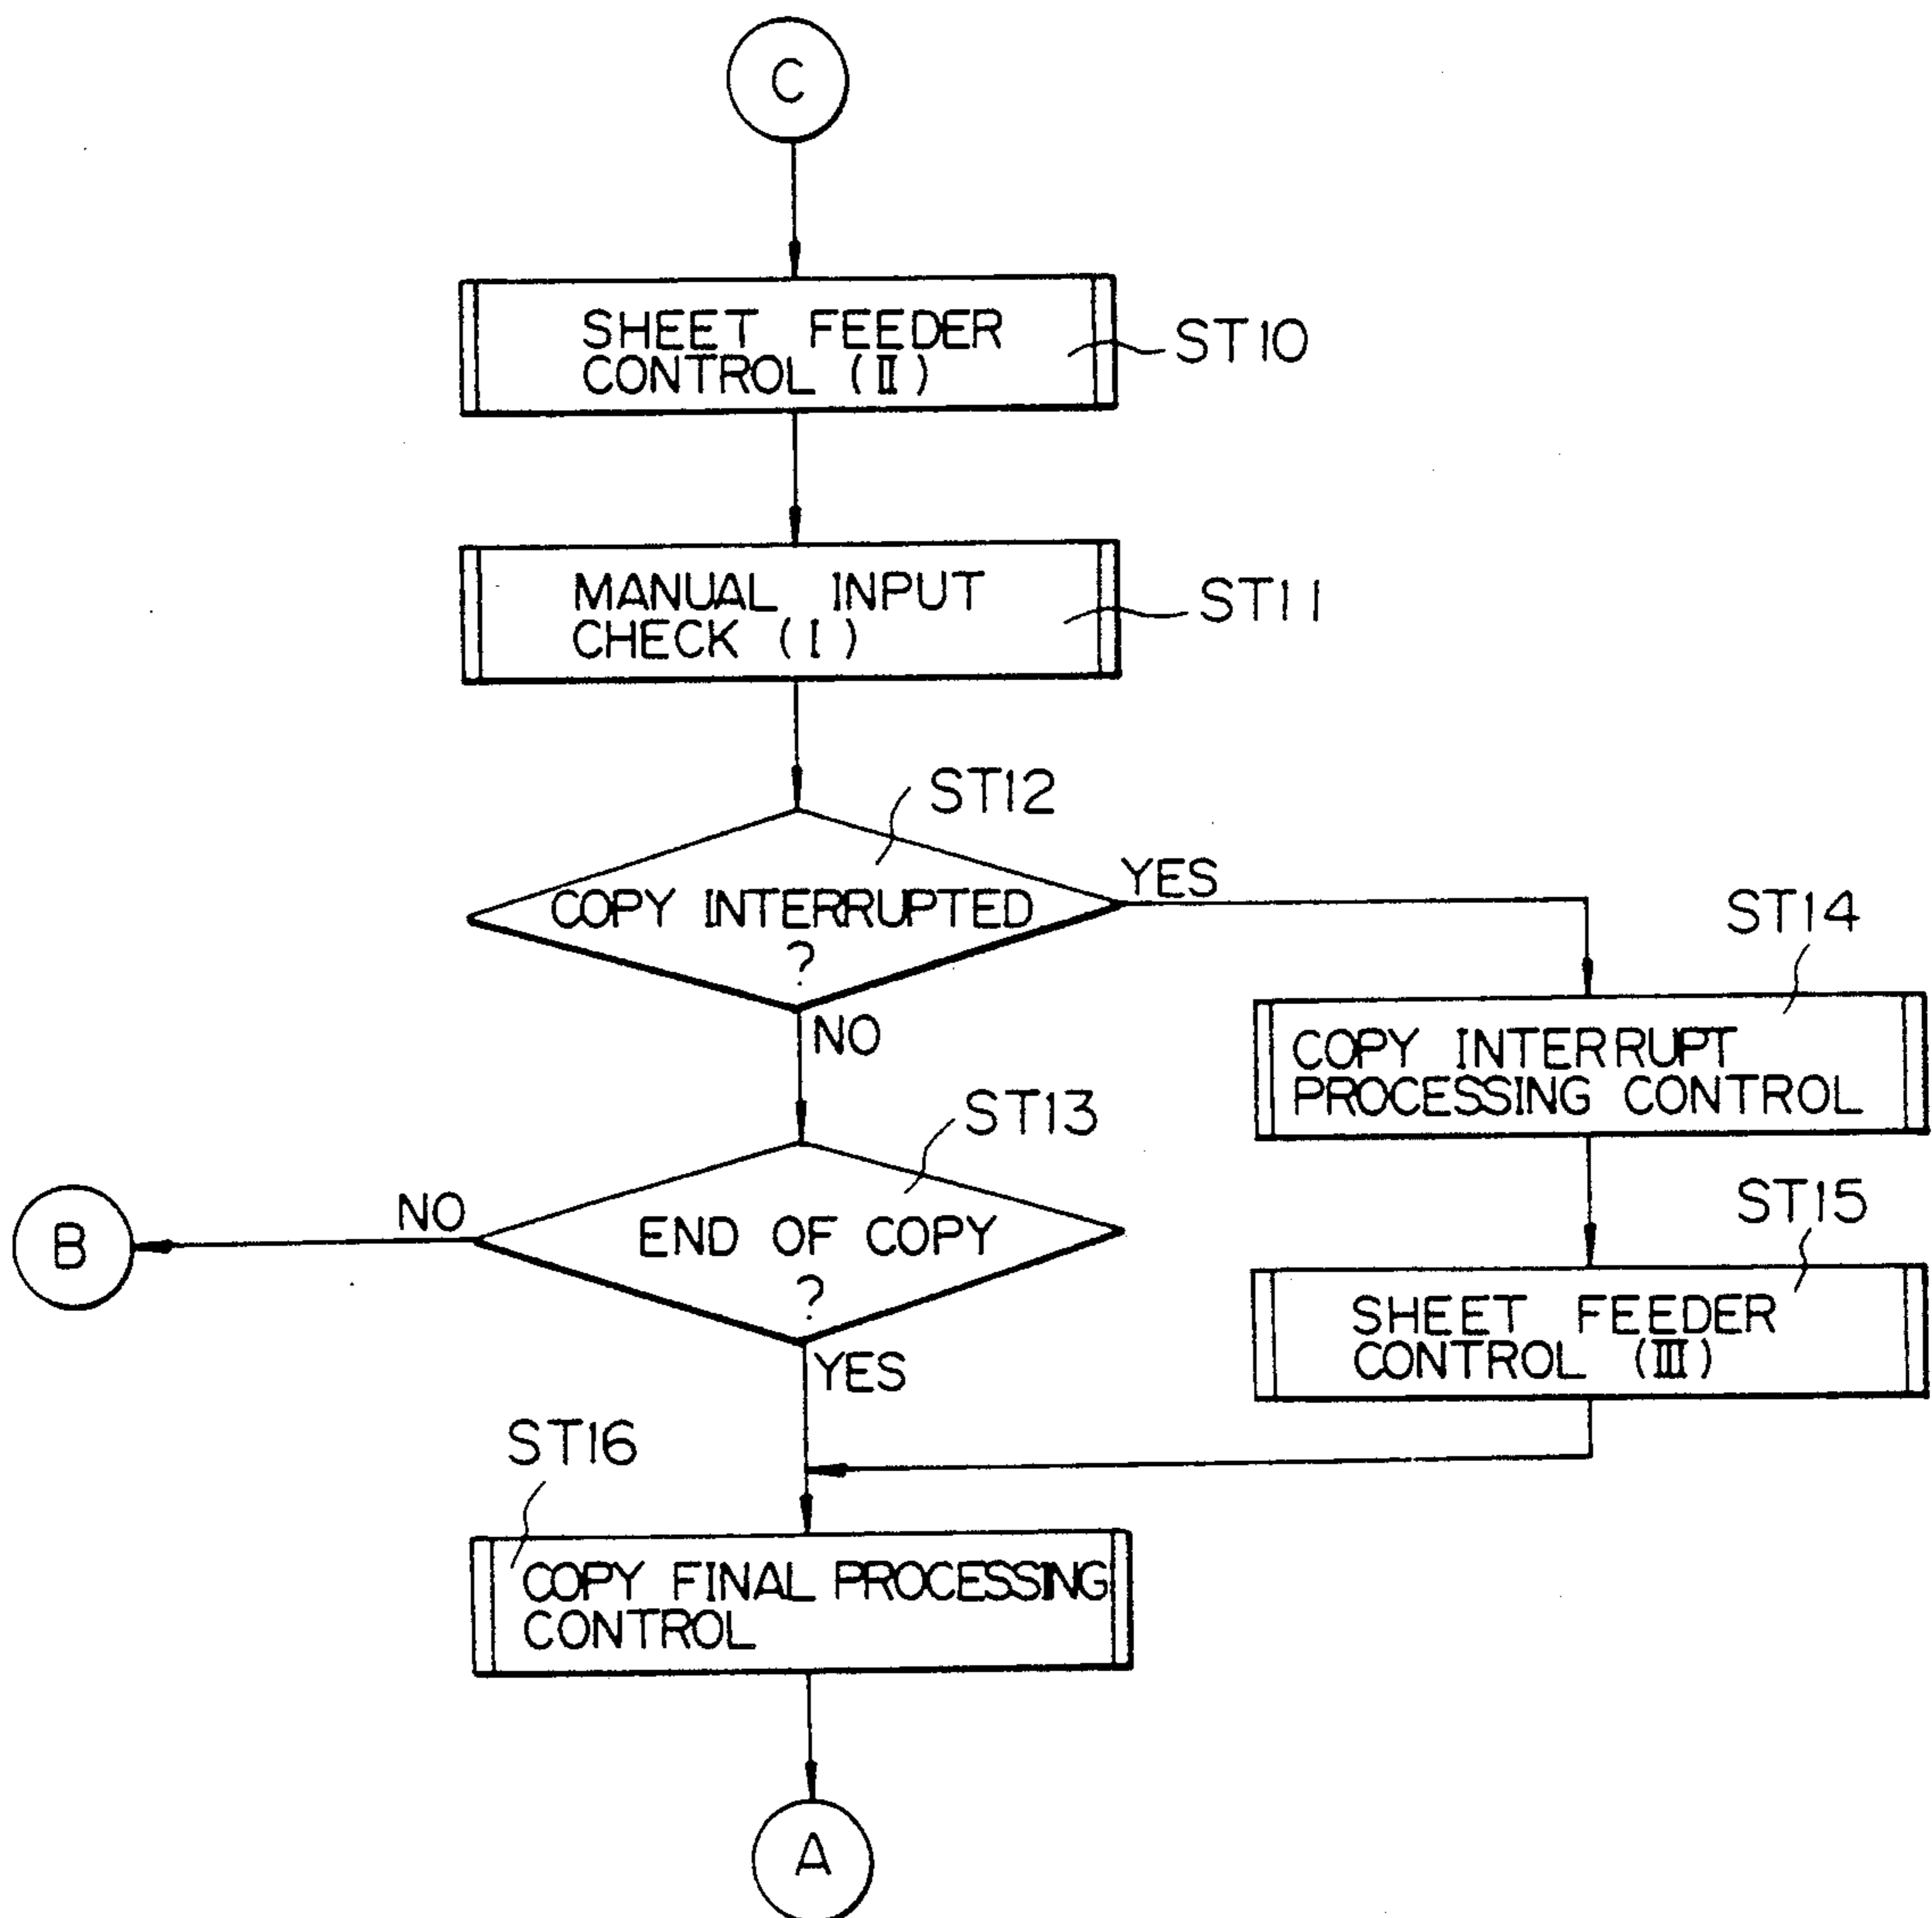 C
SHEET FEEDER
CONTROL (II)
ST10
MANUAL INPUT
CHECK (I)
ST11
ST12
COPY INTERRUPTED
?
YES
NO
ST14
COPY INTERRUPT
PROCESSING CONTROL
ST13
END OF COPY
?
NO
B
YES
ST15
SHEET FEEDER
CONTROL (III)
ST16
COPY FINAL PROCESSING
CONTROL
A